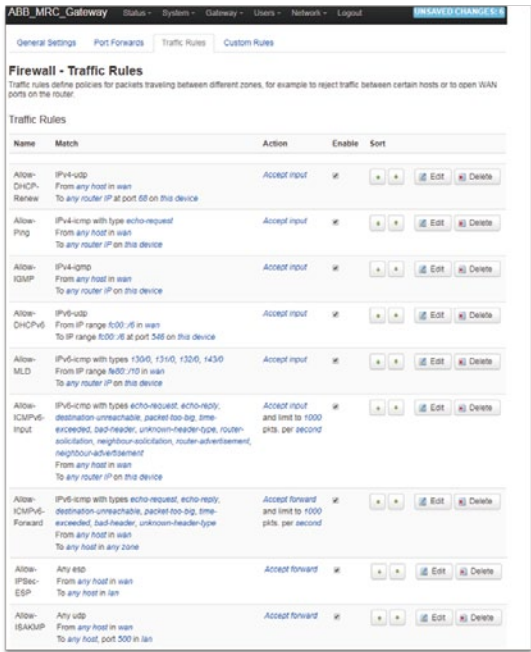 ABB_MRC_Gateway Status System Gateway Users Network Logout UNSAVED CHANGES: 6
General Settings Port Forwards Traffic Rules Custom Rules
Firewall - Traffic Rules
Traffic rules define policies for packets traveling between different zones, for example to reject traffic between certain hosts or to open WAN
ports on the router.
Traffic Rules
Name Match Action Enable Sort
Allow-DHCP-Renew
IPv4-udp
From any host in wan
To any router IP at port 68 on this device
Accept input
Edit Delete
Allow-Ping
IPv4-icmp with type echo-request
From any host in wan
To any router IP on this device
Accept input
Edit Delete
Allow-IGMP
IPv4-igmp
From any host in wan
To any router IP on this device
Accept input
Edit Delete
Allow-DHCPv6
IPv6-udp
From IP range fc00::/6 in wan
To IP range fc00::/6 at port 546 on this device
Accept input
Edit Delete
Allow-MLD
IPv6-icmp with types 130/0, 131/0, 132/0, 143/0
From IP range fe80::/10 in wan
To any router IP on this device
Accept input
Edit Delete
Allow-ICMPv6-Input
IPv6-icmp with types echo-request, echo-reply,
destination-unreachable, packet-too-big, time-
exceeded, bad-header, unknown-header-type, router-
solicitation, neighbour-solicitation, router-advertisement,
neighbour-advertisement
From any host in wan
To any router IP on this device
Accept input
and limit to 1000
pkts. per second
Edit Delete
Allow-ICMPv6-Forward
IPv6-icmp with types echo-request, echo-reply,
destination-unreachable, packet-too-big, time-
exceeded, bad-header, unknown-header-type
From any host in wan
To any host in any zone
Accept forward
and limit to 1000
pkts. per second
Edit Delete
Allow-IPSec-ESP
Any esp
From any host in wan
To any host in lan
Accept forward
Edit Delete
Allow-ISAKMP
Any udp
From any host in wan
To any host, port 500 in lan
Accept forward
Edit Delete